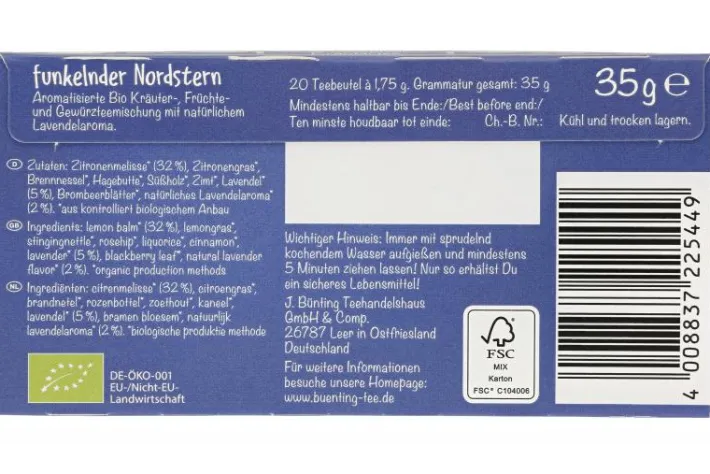 funkelnder Nordstern
Aromatisierte Bio Kräuter-, Früchte-
und Gewürzteemischung mit natürlichem
Lavendelaroma.
20 Teebeutel à 1,75 g. Grammatur gesamt: 35 g
Mindestens haltbar bis Ende:/Best before end:/
Ten minste houdbaar tot einde: Ch.-B. Nr.:
35g ℮
Kühl und trocken lagern.
D Zutaten: Zitronenmelisse* (32 %), Zitronengras*,
Brennnessel*, Hagebutte*, Süßholz*, Zimt*, Lavendel*
(5 %), Brombeerblätter*, natürliches Lavendelaroma*
(2 %). *aus kontrolliert biologischem Anbau
GB Ingredients: lemon balm* (32 %), lemongras*,
stingingnettle*, rosehip*, liquorice*, cinnamon*,
lavender* (5 %), blackberry leaf*, natural lavender
flavor* (2 %). *organic production methods
NL Ingrediënten: citrenmelisse* (32 %), citroengras*,
brandnetel*, rozenbottel*, zoethout*, kaneel*,
lavendel* (5 %), bramen bloesem*, natuurlijk
lavendelaroma* (2 %). *biologische produktie methode
DE-ÖKO-001
EU-/Nicht-EU-
Landwirtschaft
Wichtiger Hinweis: Immer mit sprudelnd
kochendem Wasser aufgießen und mindestens
5 Minuten ziehen lassen! Nur so erhältst Du
ein sicheres Lebensmittel!
J. Bünting Teehandelshaus
GmbH & Comp.
26787 Leer in Ostfriesland
Deutschland
Für weitere Informationen
besuche unsere Homepage:
www.buenting-tee.de
FSC
MIX
Karton
FSC® C104006
4 008837 225449